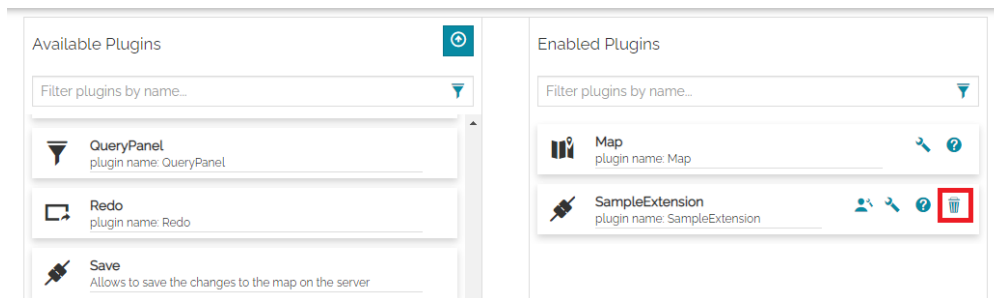 Available Plugins
Filter plugins by name...
QueryPanel
plugin name: QueryPanel
Redo
plugin name: Redo
Save
Allows to save the changes to the map on the server
Enabled Plugins
Filter plugins by name...
Map
plugin name: Map
SampleExtension
plugin name: SampleExtension